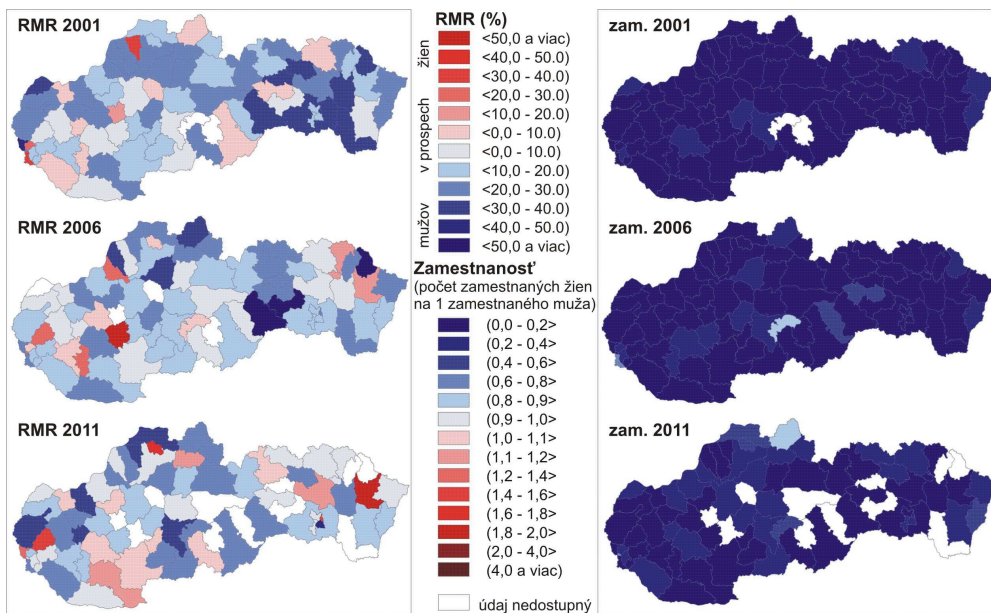 RMR 2001
RMR 2006
RMR 2011
RMR (%)
žien
v prospech
mužov
<50,0 a viac)
<40,0 - 50.0)
<30,0 - 40.0)
<20,0 - 30.0)
<10,0 - 20.0)
<0,0 - 10.0)
<0,0 - 10.0)
<10,0 - 20.0)
<20,0 - 30.0)
<30,0 - 40.0)
<40,0 - 50.0)
<50,0 a viac)
Zamestnanosť
(počet zamestnaných žien
na 1 zamestnaného muža)
(0,0 - 0,2>
(0,2 - 0,4>
(0,4 - 0,6>
(0,6 - 0,8>
(0,8 - 0,9>
(0,9 - 1,0>
(1,0 - 1,1>
(1,1 - 1,2>
(1,2 - 1,4>
(1,4 - 1,6>
(1,6 - 1,8>
(1,8 - 2,0>
(2,0 - 4,0>
(4,0 a viac)
údaj nedostupný
zam. 2001
zam. 2006
zam. 2011